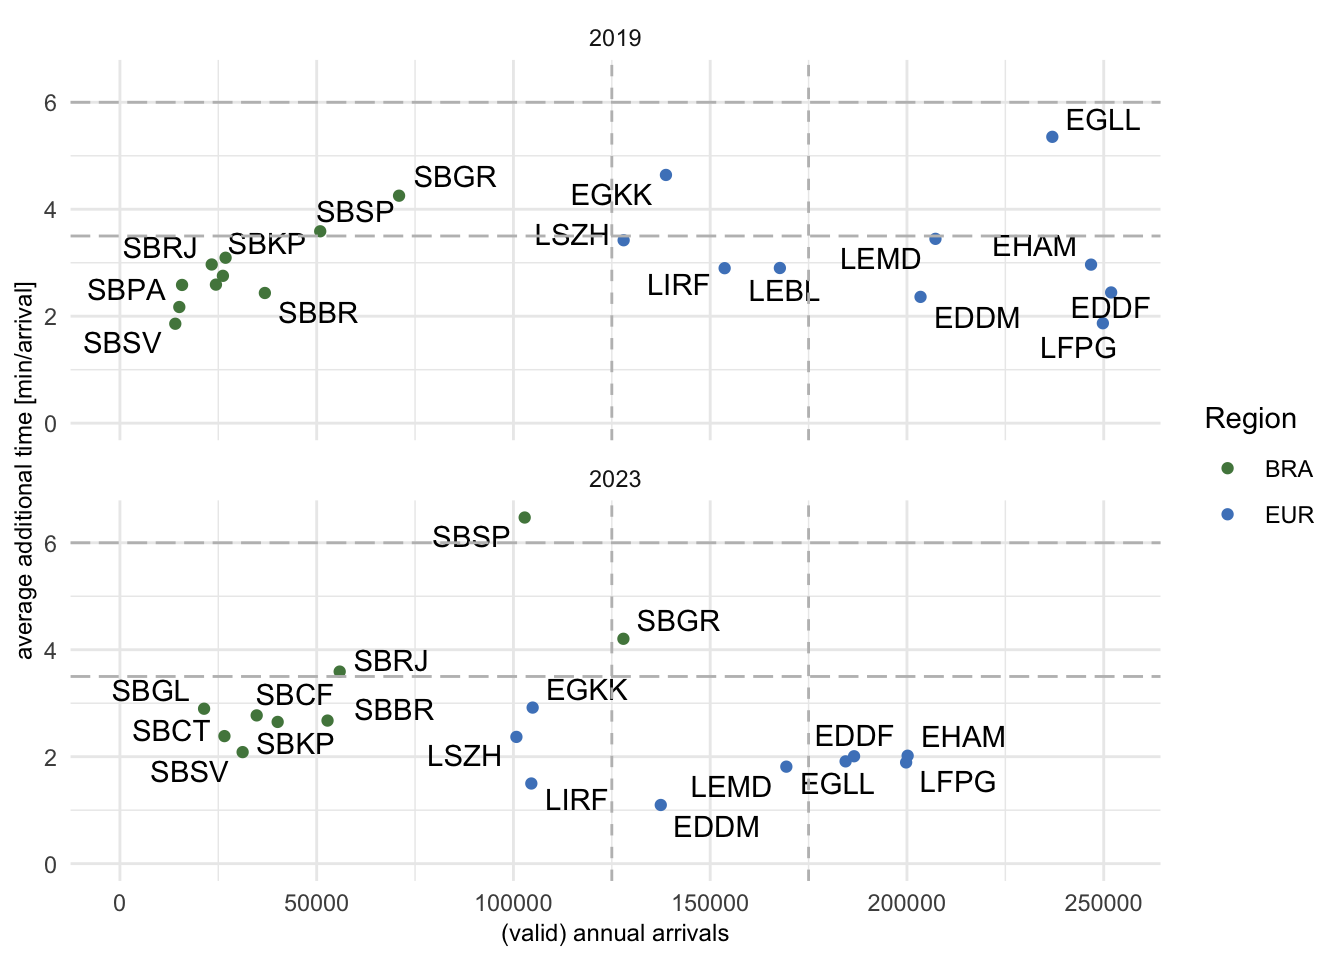 2019
6
EGLL
SBGR
EGKK
4
SBSP
LSZH
SBRJ
SBKP
EHAM
LEMD
SBPA
LIRF
LEBL
SBBR
EDDF
2
EDDM
SBSV
LFPG
0
average additional time [min/arrival]
Region
BRA
EUR
2023
6
SBSP
SBGR
4
SBRJ
SBGL
SBCF
EGKK
SBBR
SBCT
EDDF
EHAM
SBKP
2
LSZH
SBSV
LEMD
EGLL
LFPG
LIRF
EDDM
0
0 50000 100000 150000 200000 250000
(valid) annual arrivals